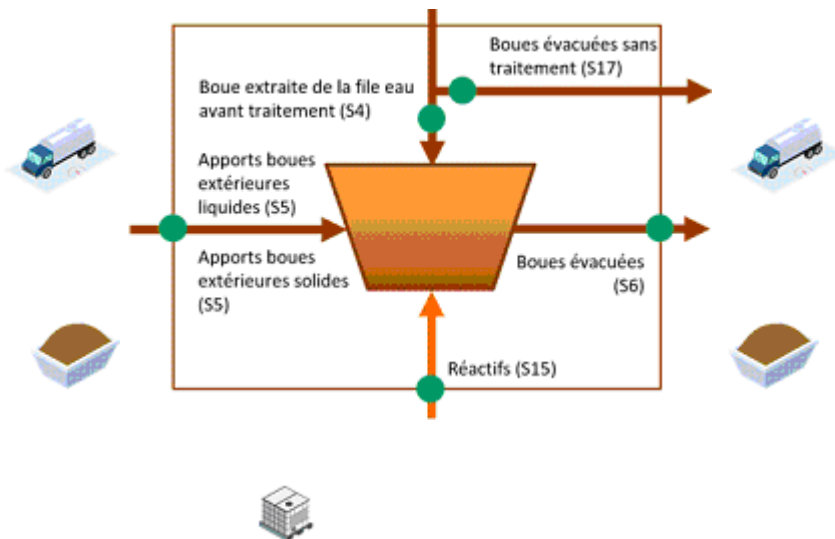 Boues évacuées sans
traitement (S17)
Boue extraite de la file eau
avant traitement (S4)
Apports boues
extérieures
liquides (S5)
Apports boues
extérieures solides
(S5)
Boues évacuées
(S6)
Réactifs (S15)